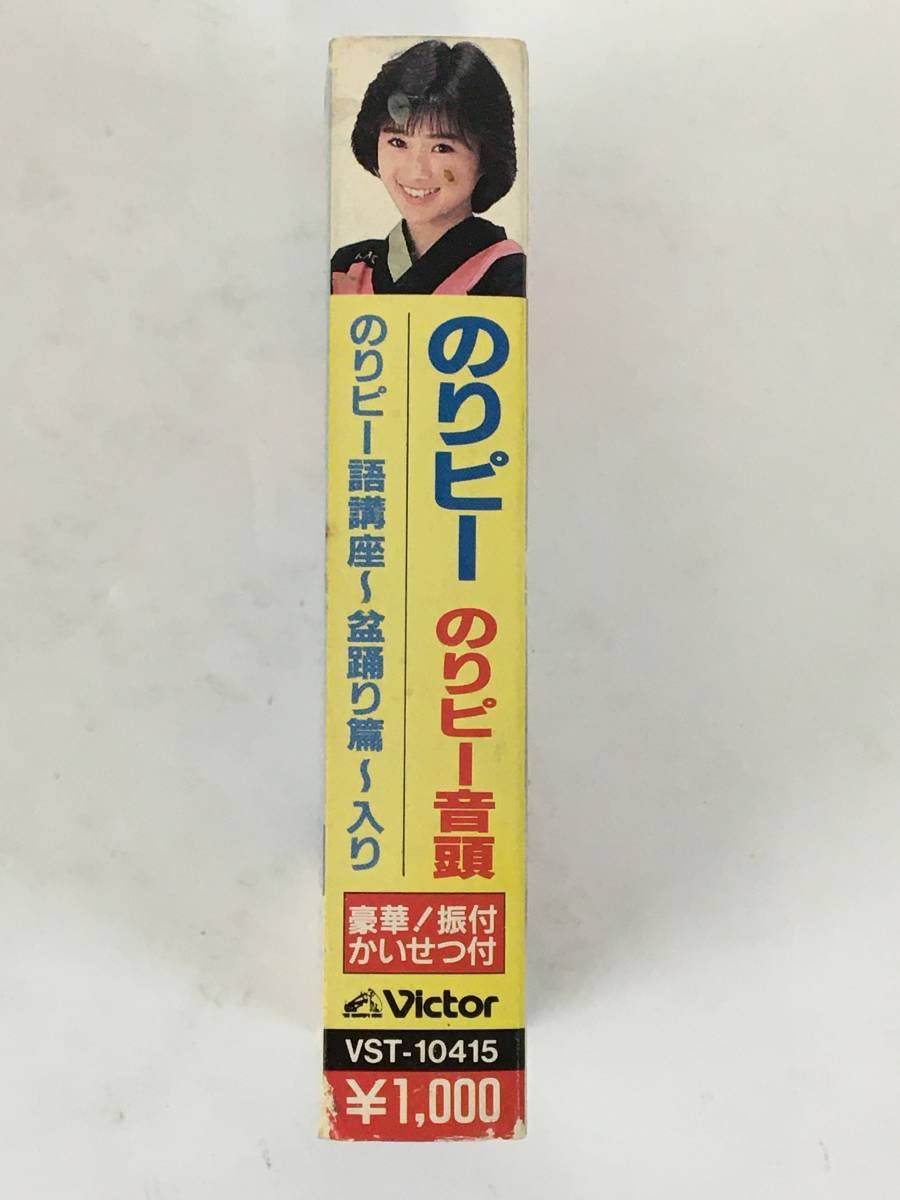 のりピー
のりピー音頭
のりピー語講座～盆踊り篇～入り
豪華！振付
かいせつ付
Victor
VST-10415
¥1,000